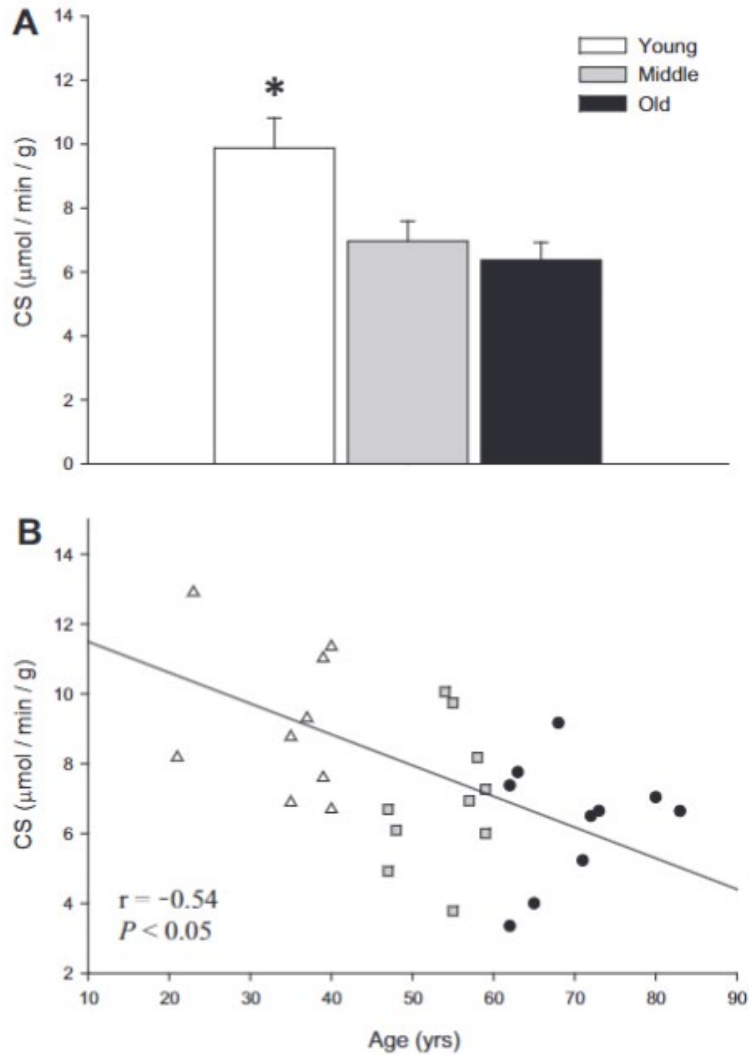 A
14
12
10
8
6
4
2
0
CS (μmol / min / g)
*
Young
Middle
Old
B
14
12
10
8
6
4
2
CS (μmol / min / g)
r = -0.54
P < 0.05
10 20 30 40 50 60 70 80 90
Age (yrs)